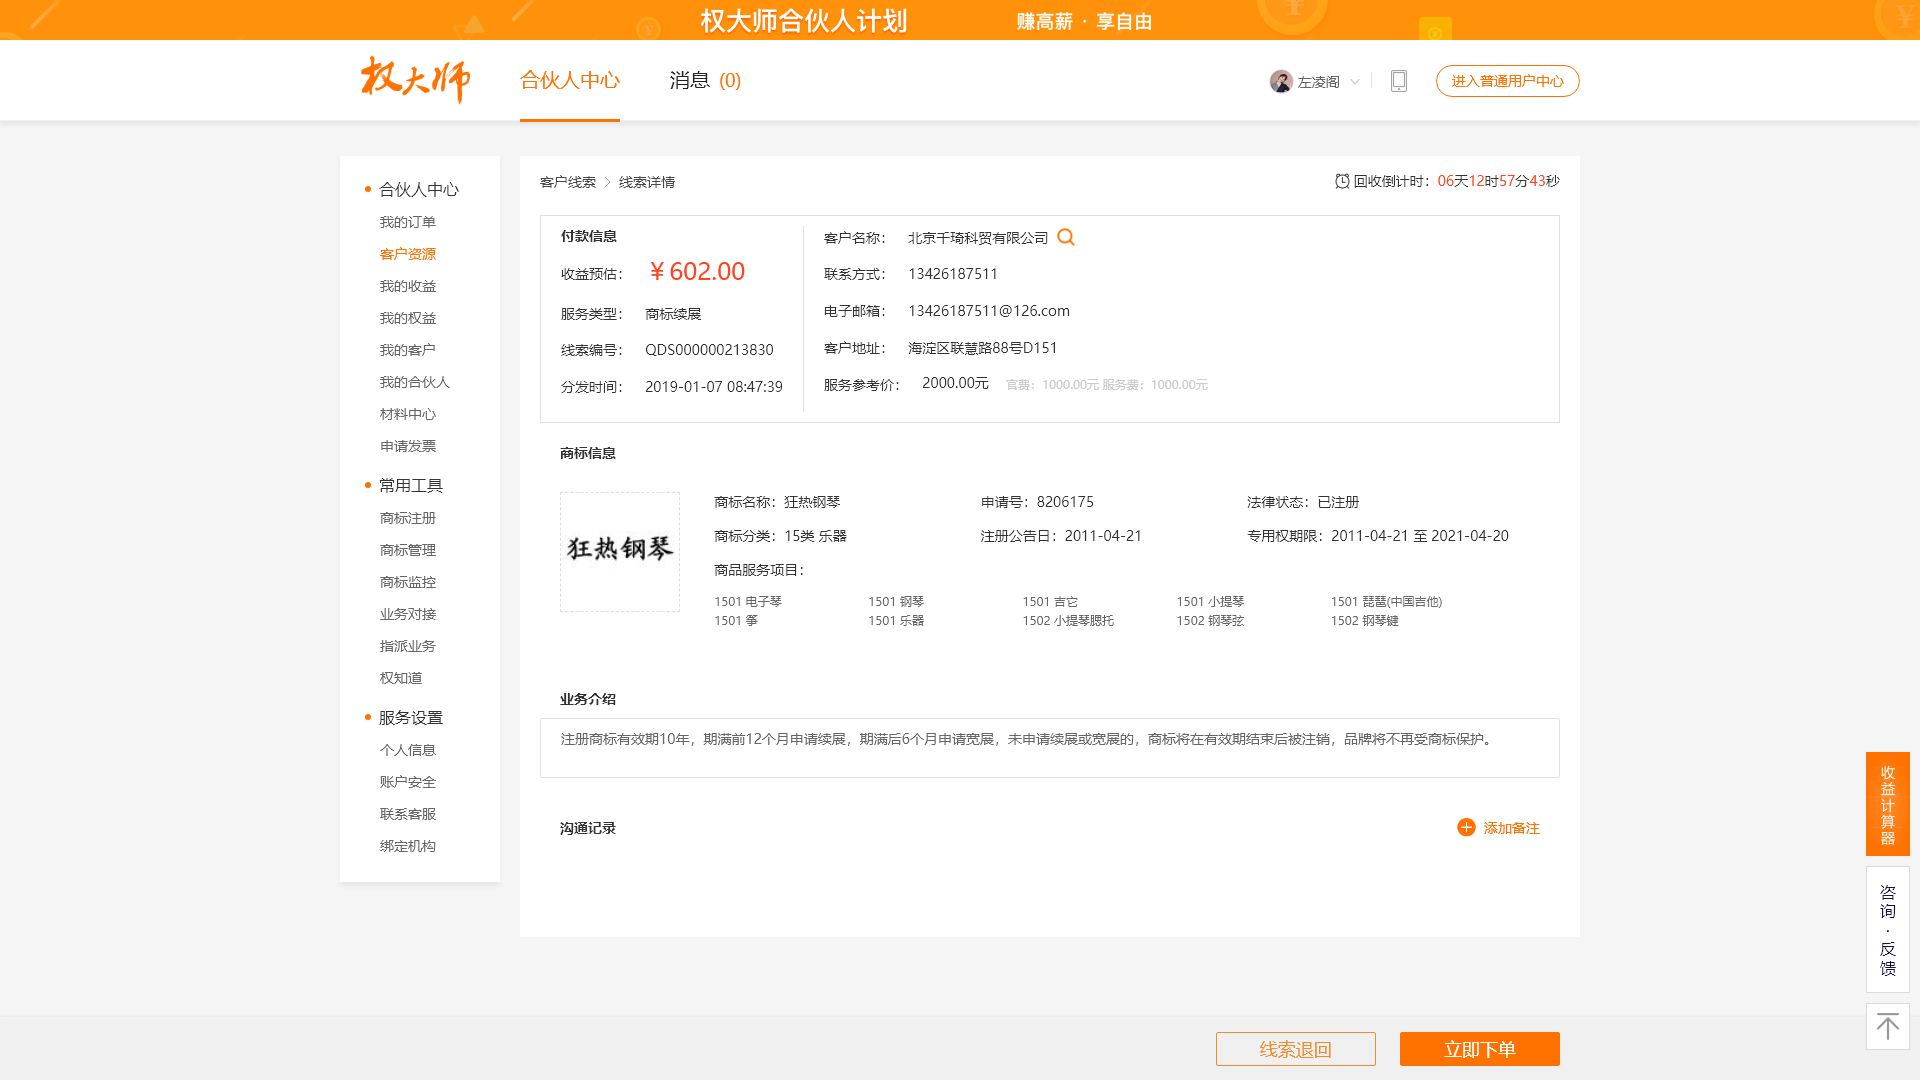 权大师合伙人计划 赚高薪 · 享自由
权大师 合伙人中心 消息 (0) 左凌阁 进入普通用户中心
合伙人中心
我的订单
客户资源
我的收益
我的权益
我的客户
我的合伙人
材料中心
申请发票
常用工具
商标注册
商标管理
商标监控
业务对接
指派业务
权知道
服务设置
个人信息
账户安全
联系客服
绑定机构
客户线索 > 线索详情 回收倒计时：06天12时57分43秒
付款信息
收益预估： ¥ 602.00
服务类型： 商标续展
线索编号： QDS000000213830
分发时间： 2019-01-07 08:47:39
客户名称： 北京千琦科贸有限公司
联系方式： 13426187511
电子邮箱： 13426187511@126.com
客户地址： 海淀区联慧路88号D151
服务参考价： 2000.00元 官费：1000.00元 服务费：1000.00元
商标信息
狂热钢琴
商标名称：狂热钢琴 申请号：8206175 法律状态：已注册
商标分类：15类 乐器 注册公告日：2011-04-21 专用权期限：2011-04-21 至 2021-04-20
商品服务项目：
1501 电子琴 1501 钢琴 1501 吉它 1501 小提琴 1501 琵琶(中国吉他)
1501 筝 1501 乐器 1502 小提琴腮托 1502 钢琴弦 1502 钢琴键
业务介绍
注册商标有效期10年，期满前12个月申请续展，期满后6个月申请宽展，未申请续展或宽展的，商标将在有效期结束后被注销，品牌将不再受商标保护。
沟通记录 添加备注
收益计算器
咨询·反馈
线索退回 立即下单